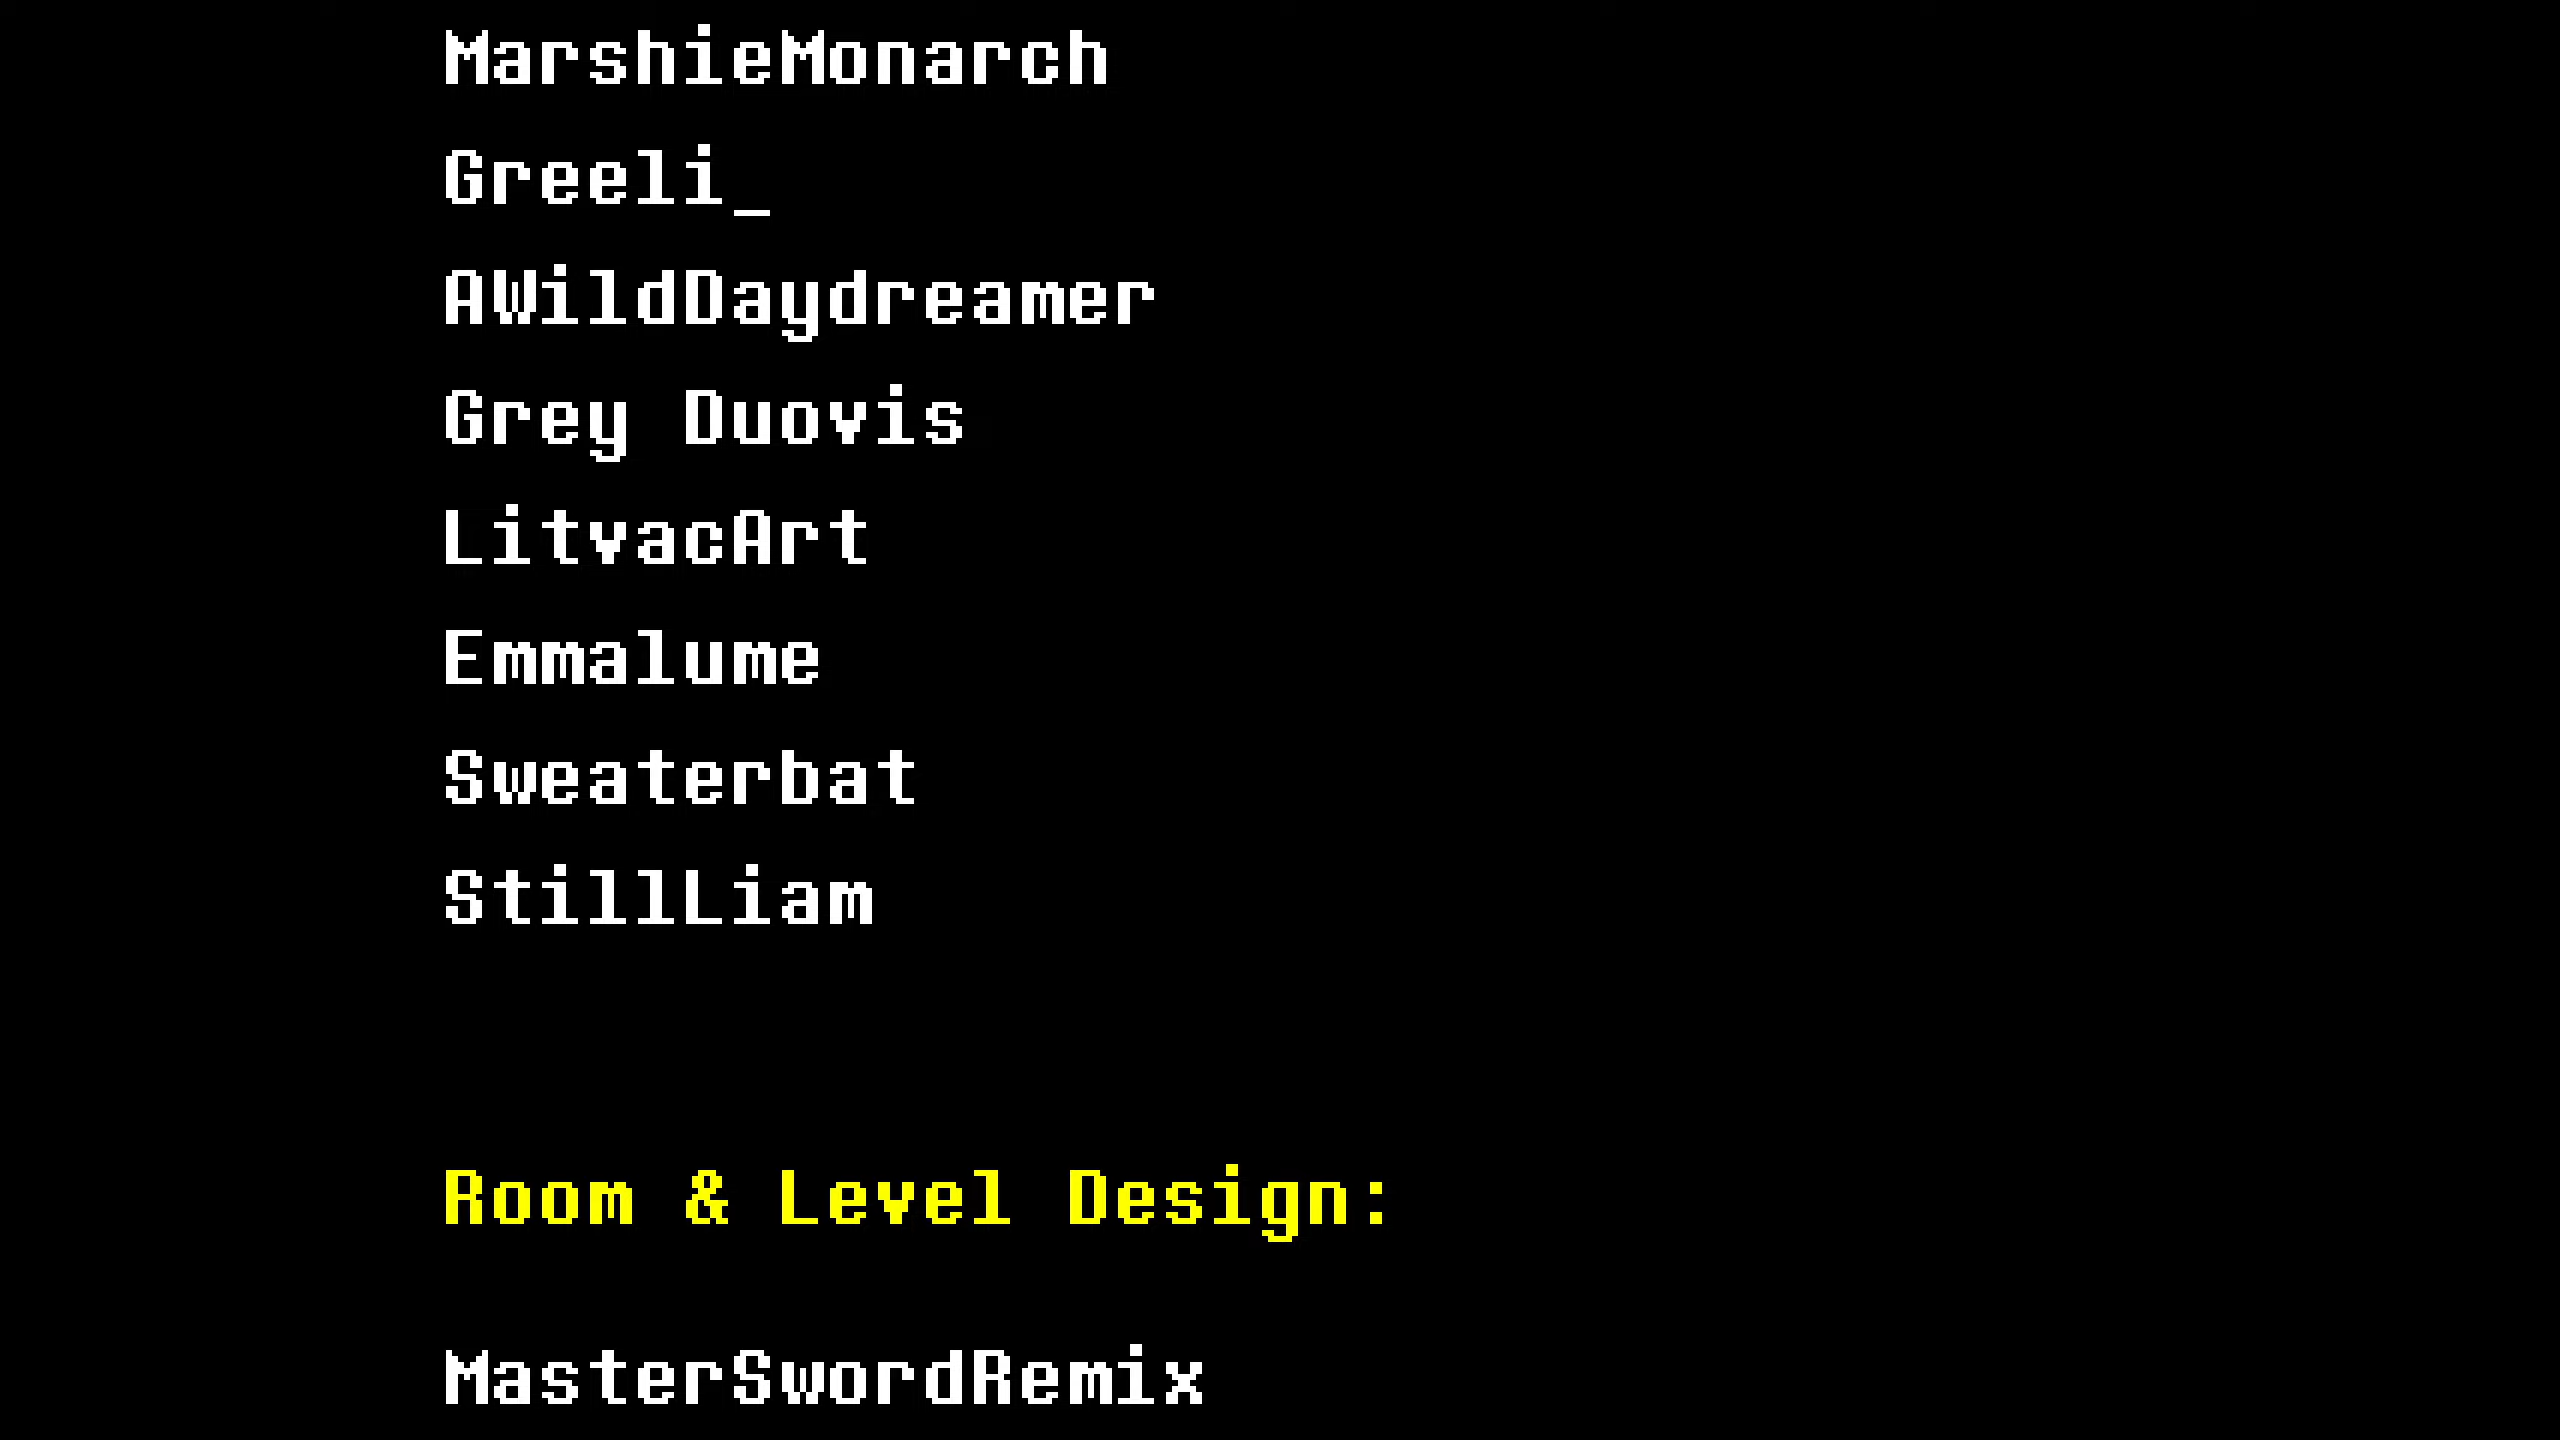 MarshieMonarch
Greeli_
AWildDaydreamer
Grey Duovis
LitvacArt
Emmalume
Sweaterbat
StillLiam
Room & Level Design:
MasterSwordRemix